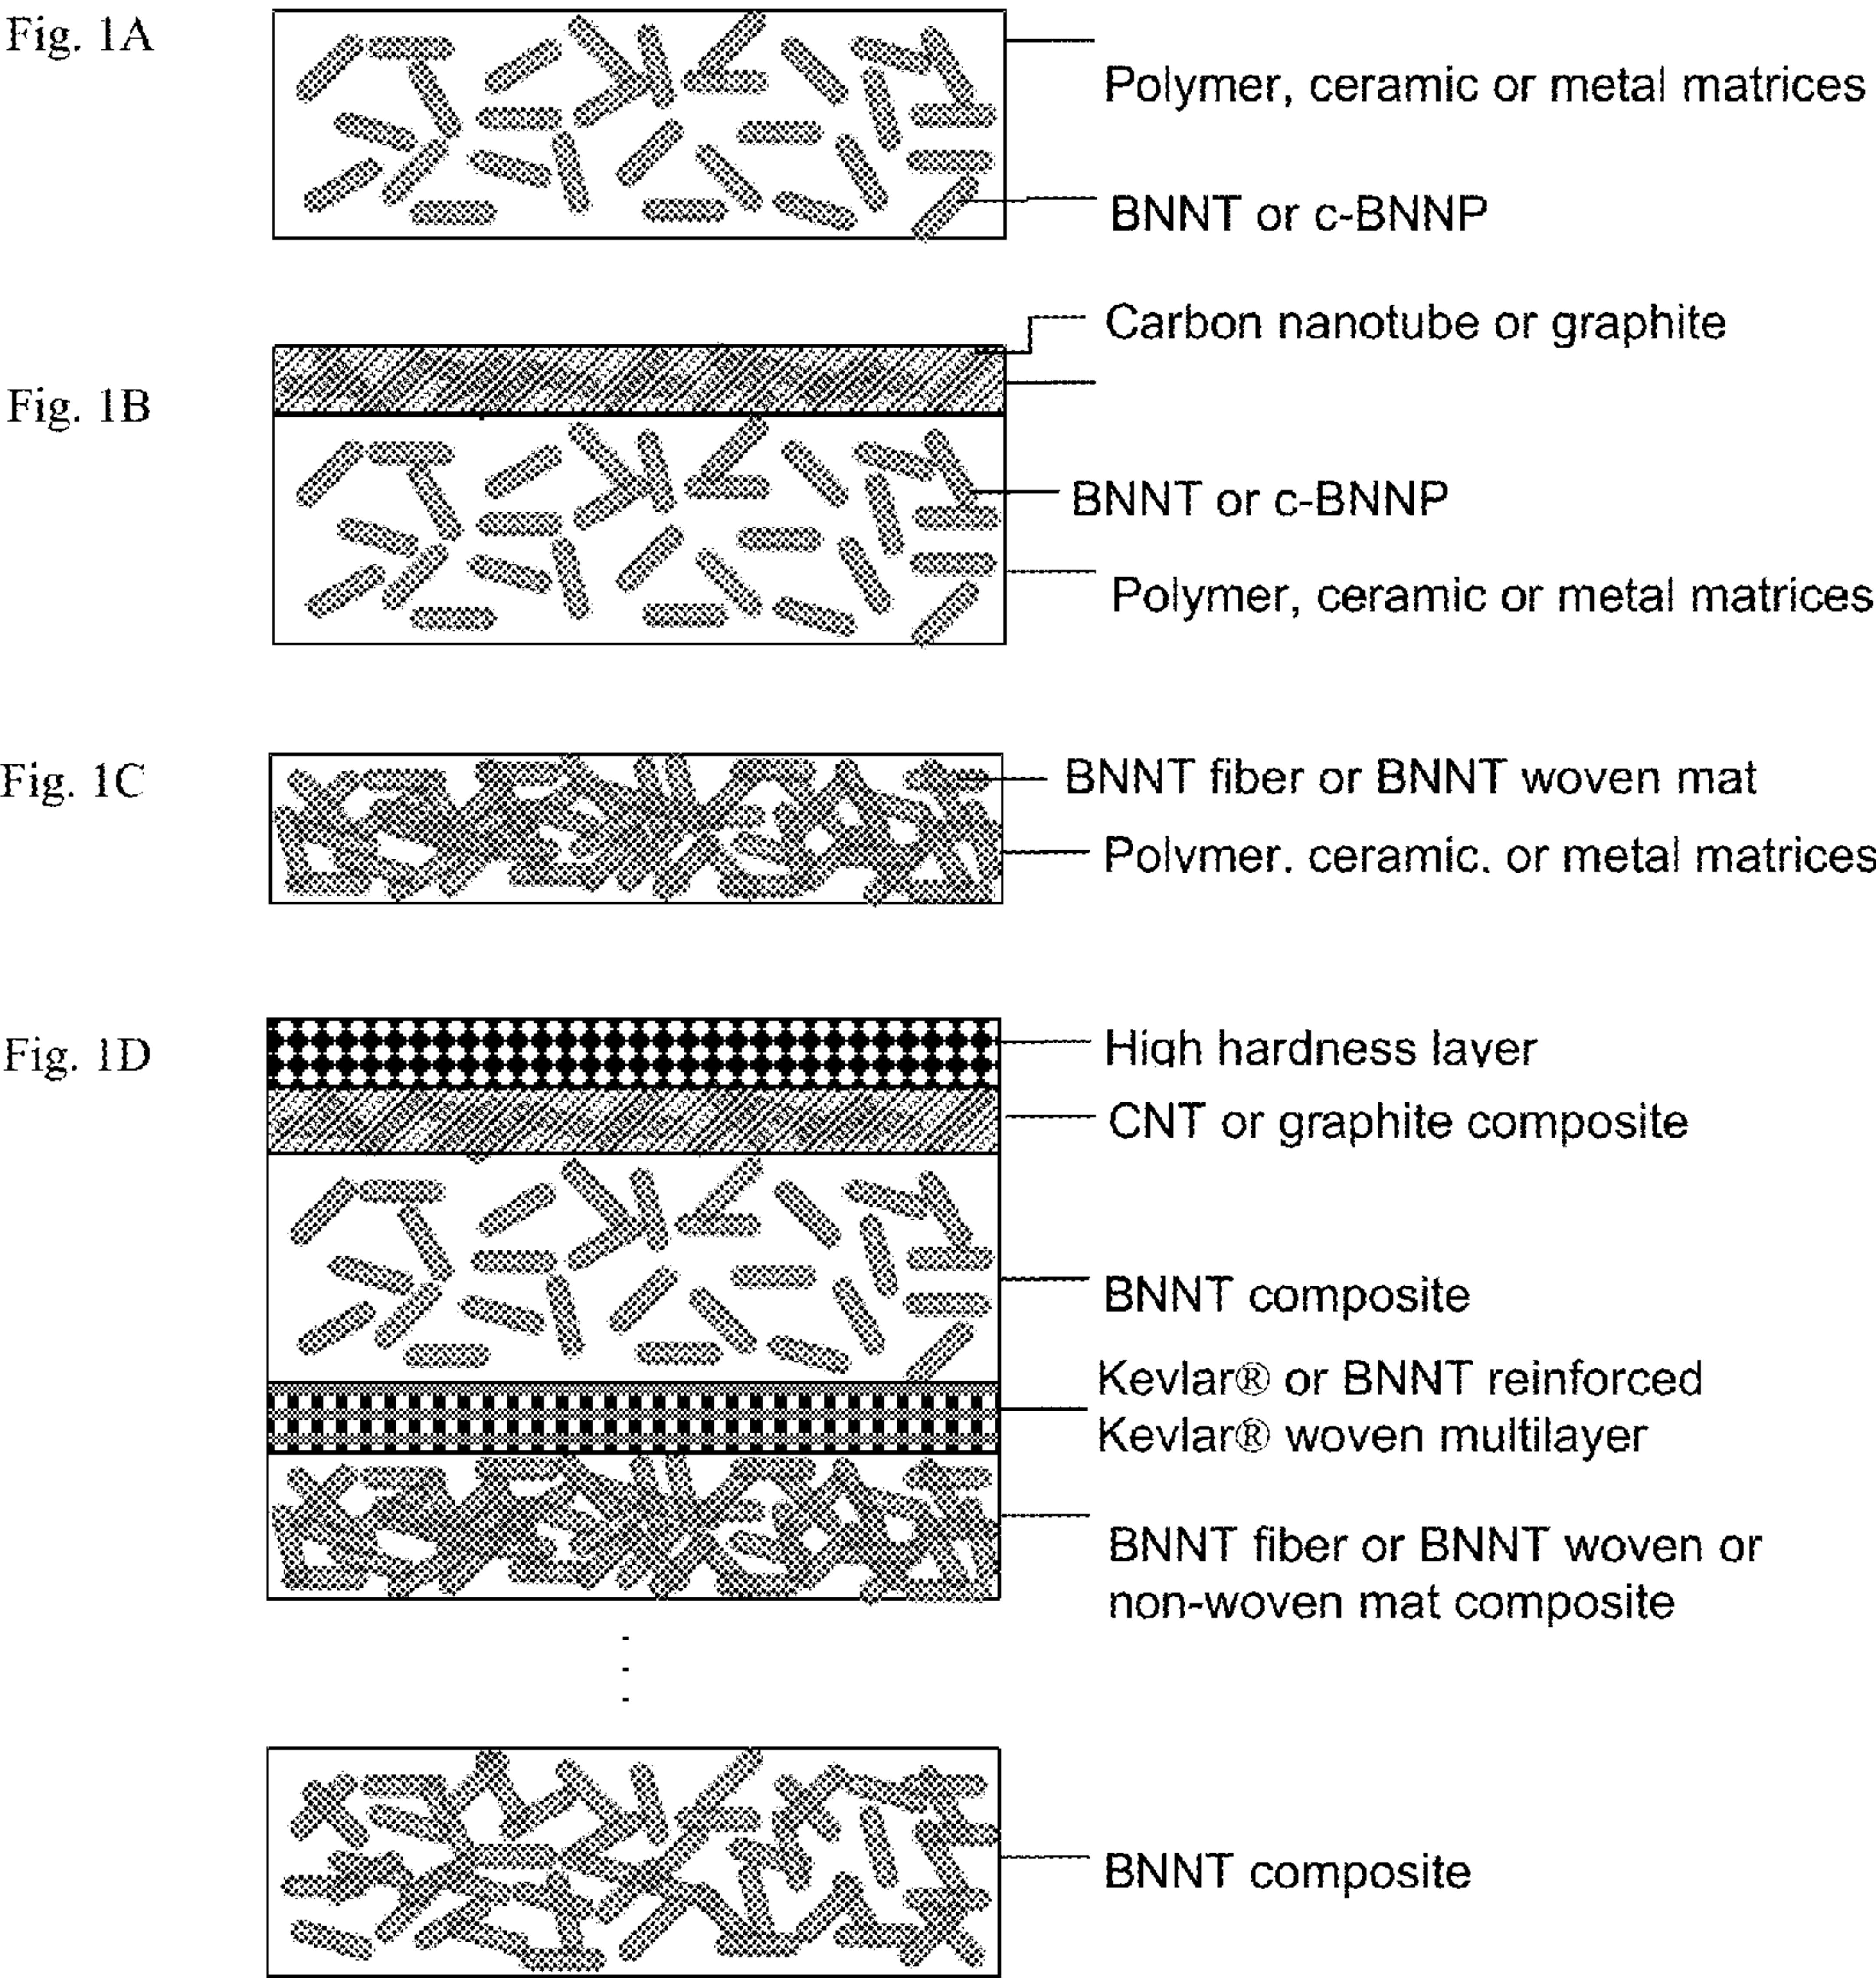 Fig. 1A
Polymer, ceramic or metal matrices
BNNT or c-BNNP
Carbon nanotube or graphite
Fig. 1B
BNNT or c-BNNP
Polymer, ceramic or metal matrices
Fig. 1C
BNNT fiber or BNNT woven mat
Polymer, ceramic, or metal matrices
Fig. 1D
High hardness layer
CNT or graphite composite
BNNT composite
Kevlar® or BNNT reinforced
Kevlar® woven multilayer
BNNT fiber or BNNT woven or
non-woven mat composite
BNNT composite